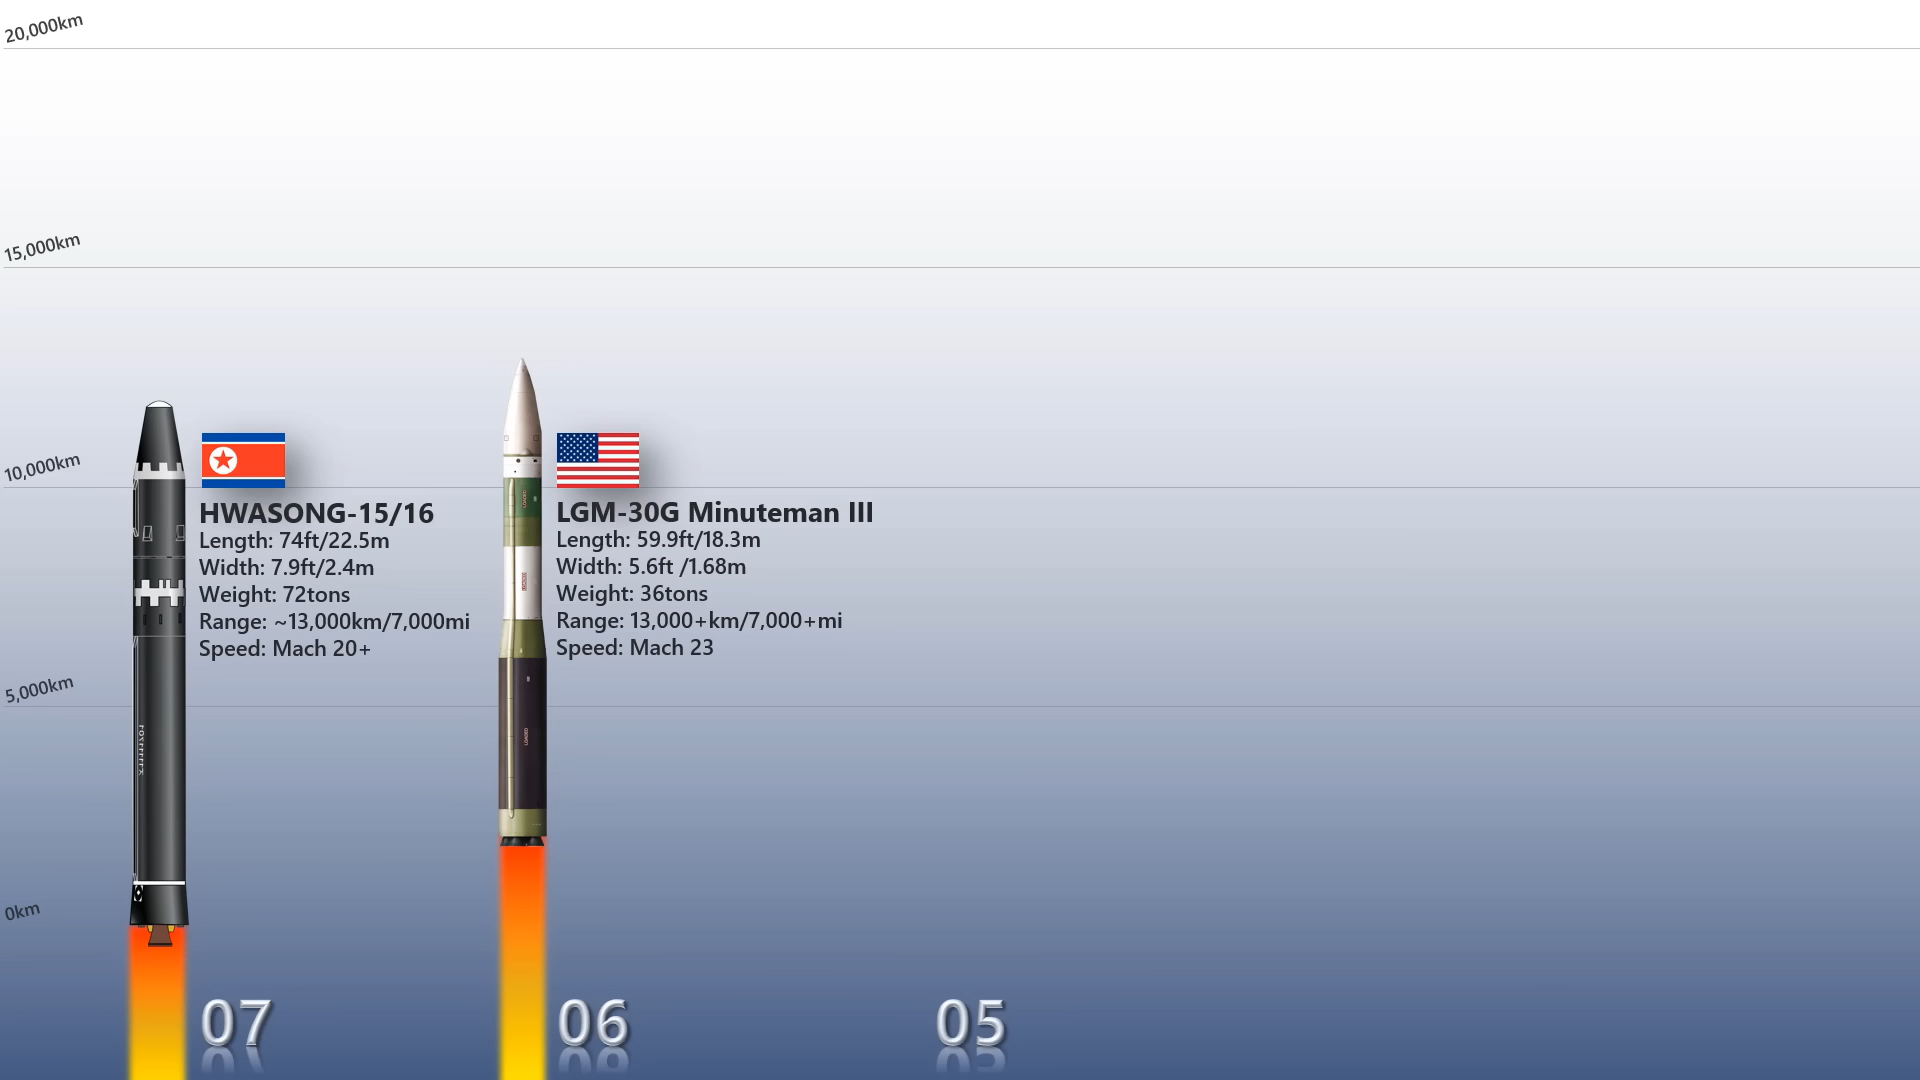 20,000km
15,000km
10,000km
5,000km
0km
HWASONG-15/16
Length: 74ft/22.5m
Width: 7.9ft/2.4m
Weight: 72tons
Range: ~13,000km/7,000mi
Speed: Mach 20+
LGM-30G Minuteman III
Length: 59.9ft/18.3m
Width: 5.6ft /1.68m
Weight: 36tons
Range: 13,000+km/7,000+mi
Speed: Mach 23
07
06
05